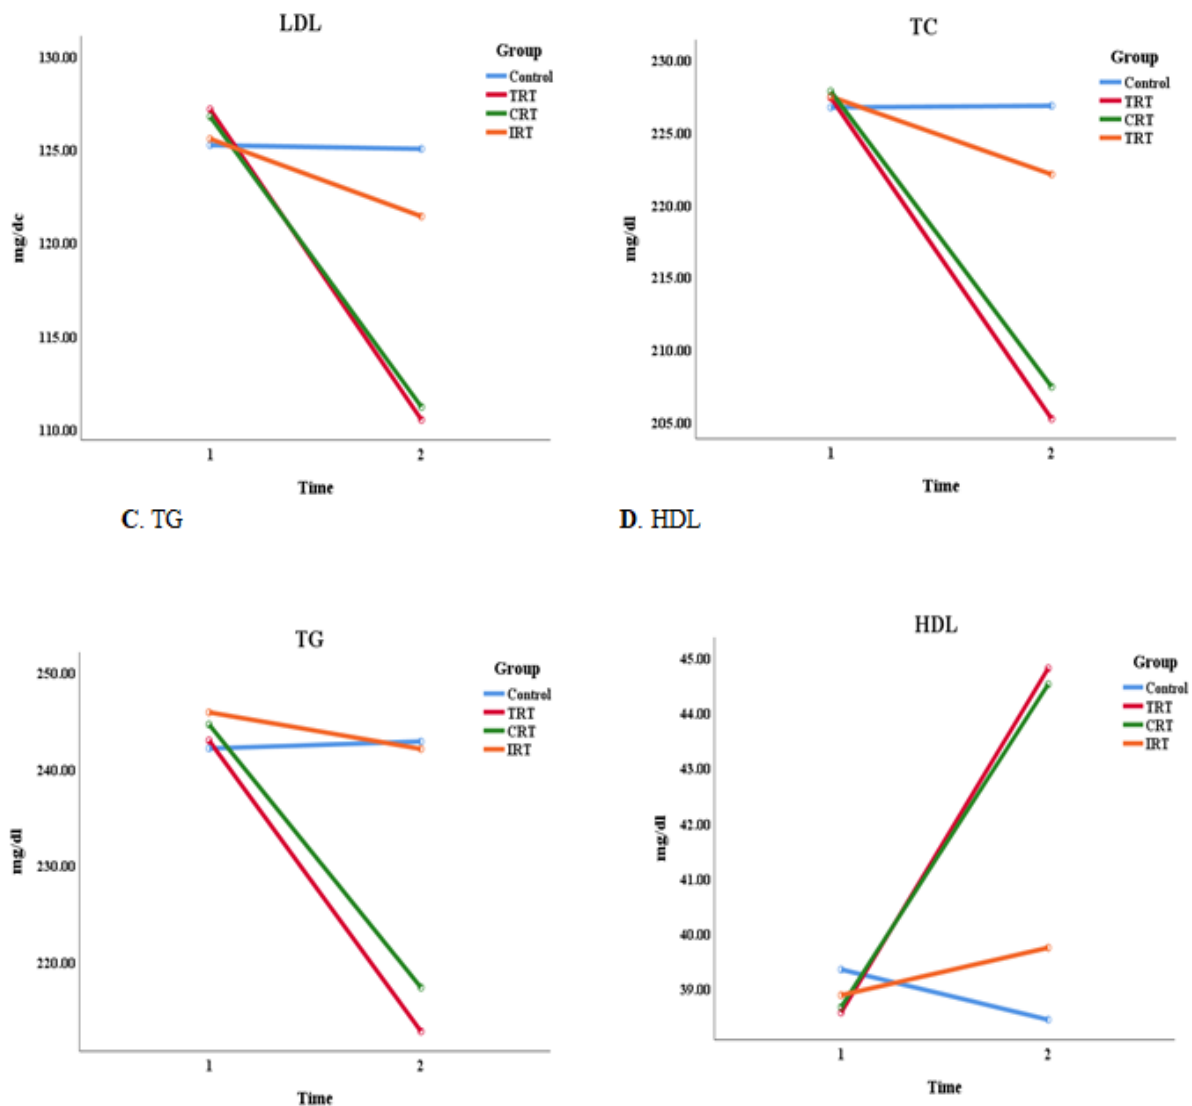 LDL
Group
Control
TRT
CRT
IRT
130.00
125.00
120.00
115.00
110.00
mg/dc
1
2
Time
TC
Group
Control
TRT
CRT
TRT
230.00
225.00
220.00
215.00
210.00
205.00
mg/dl
1
2
Time
C. TG
D. HDL
TG
Group
Control
TRT
CRT
IRT
250.00
240.00
230.00
220.00
mg/dl
1
2
Time
HDL
Group
Control
TRT
CRT
IRT
45.00
44.00
43.00
42.00
41.00
40.00
39.00
mg/dl
1
2
Time